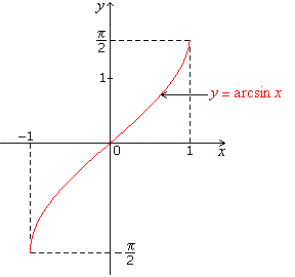 y
π/2
1
y = arcsin x
−1
0
1
x
−π/2